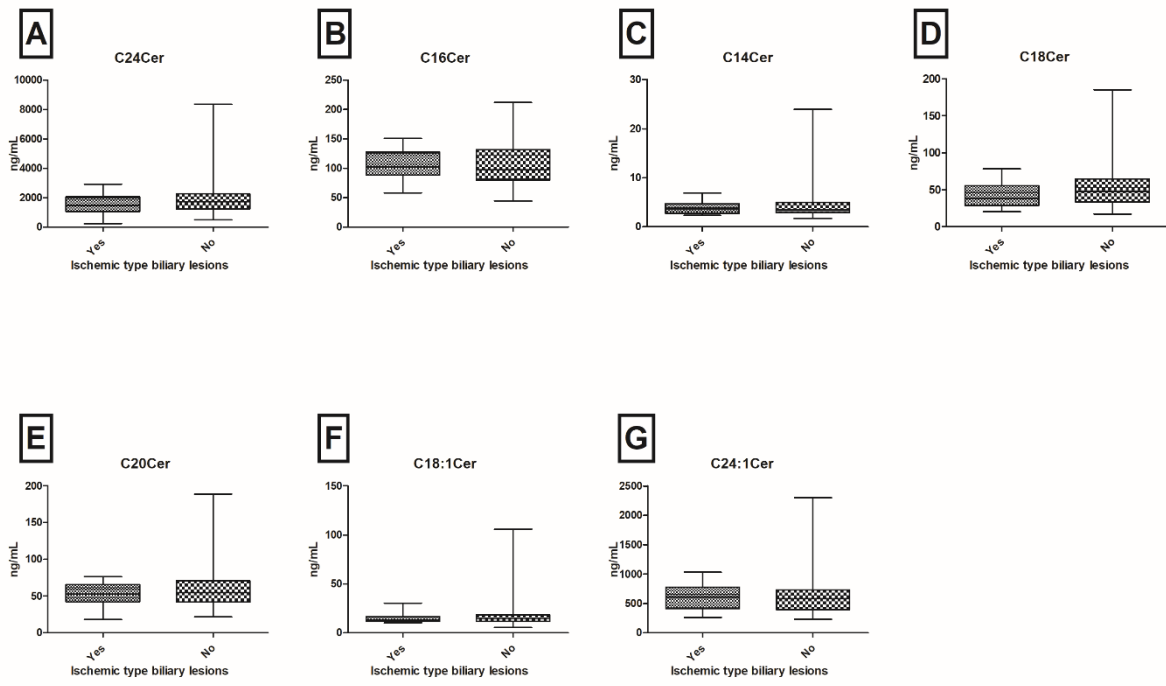 A
C24Cer
10000
8000
6000
4000
2000
0
ng/mL
Yes
No
Ischemic type biliary lesions
B
C16Cer
250
200
150
100
50
0
ng/mL
Yes
No
Ischemic type biliary lesions
C
C14Cer
30
20
10
5
0
ng/mL
Yes
No
Ischemic type biliary lesions
D
C18Cer
200
150
100
50
0
ng/mL
Yes
No
Ischemic type biliary lesions
E
C20Cer
200
150
100
50
0
ng/mL
Yes
No
Ischemic type biliary lesions
F
C18:1Cer
150
100
50
0
ng/mL
Yes
No
Ischemic type biliary lesions
G
C24:1Cer
2500
2000
1500
1000
500
0
ng/mL
Yes
No
Ischemic type biliary lesions